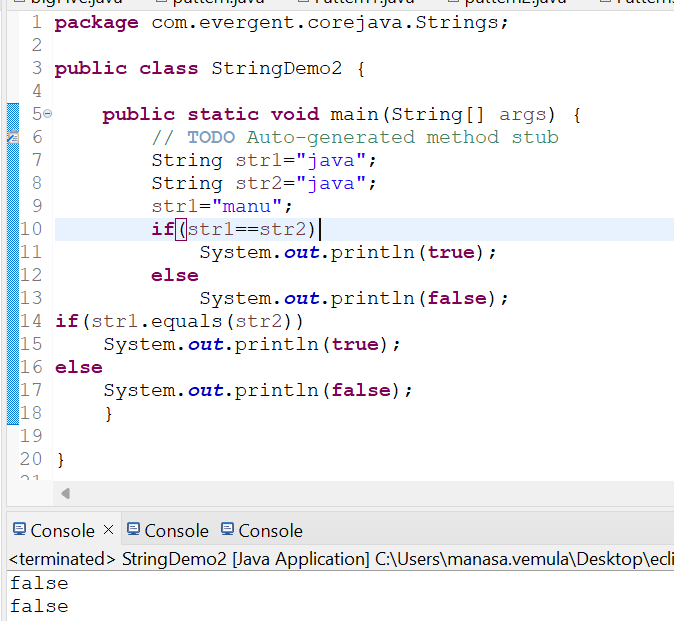 package com.evergent.corejava.Strings;
1
2
3 public class StringDemo2 {
4
5 public static void main(String[] args) {
6 // TODO Auto-generated method stub
7 String str1="java";
8 String str2="java";
9 str1="manu";
10 if(str1==str2)
11 System.out.println(true);
12 else
13 System.out.println(false);
14 if(str1.equals(str2))
15 System.out.println(true);
16 else
17 System.out.println(false);
18 }
19
20 }
Console Console Console
<terminated> StringDemo2 [Java Application] C:\Users\manasa.vemula\Desktop\ecli
false
false